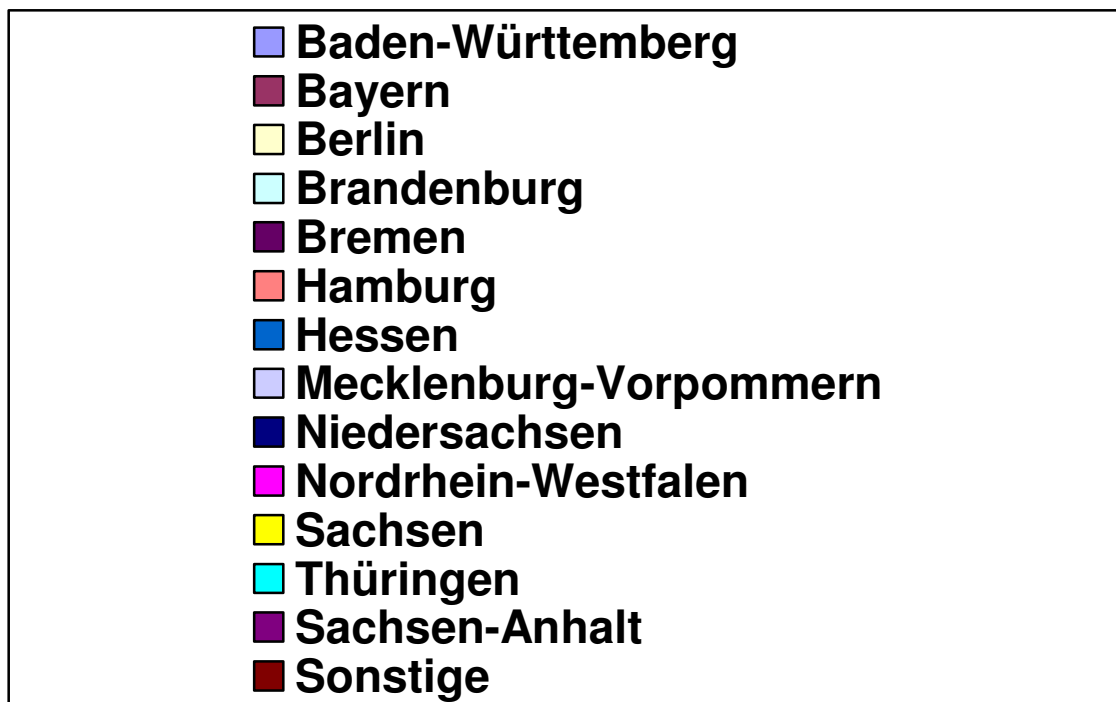 Baden-Württemberg
Bayern
Berlin
Brandenburg
Bremen
Hamburg
Hessen
Mecklenburg-Vorpommern
Niedersachsen
Nordrhein-Westfalen
Sachsen
Thüringen
Sachsen-Anhalt
Sonstige